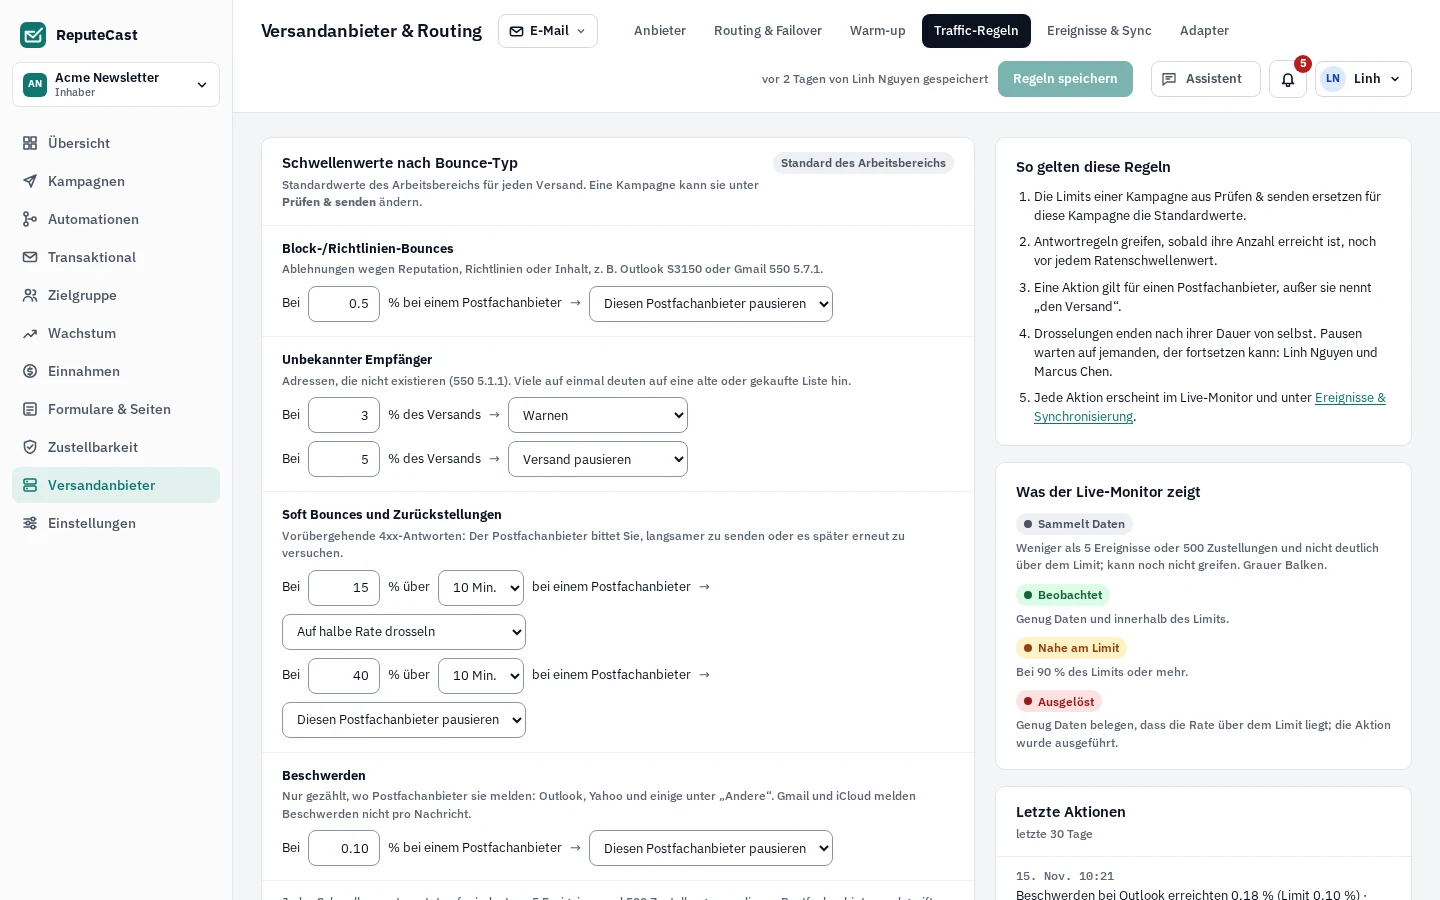 ReputeCast
AN
Acme Newsletter
Inhaber
Übersicht
Kampagnen
Automationen
Transaktional
Zielgruppe
Wachstum
Einnahmen
Formulare & Seiten
Zustellbarkeit
Versandanbieter
Einstellungen
Versandanbieter & Routing
E-Mail
Anbieter
Routing & Failover
Warm-up
Traffic-Regeln
Ereignisse & Sync
Adapter
vor 2 Tagen von Linh Nguyen gespeichert
Regeln speichern
Assistent
5
LN
Linh
Schwellenwerte nach Bounce-Typ
Standard des Arbeitsbereichs
Standardwerte des Arbeitsbereichs für jeden Versand. Eine Kampagne kann sie unter
Prüfen & senden ändern.
Block-/Richtlinien-Bounces
Ablehnungen wegen Reputation, Richtlinien oder Inhalt, z. B. Outlook S3150 oder Gmail 550 5.7.1.
Bei 0.5 % bei einem Postfachanbieter → Diesen Postfachanbieter pausieren
Unbekannter Empfänger
Adressen, die nicht existieren (550 5.1.1). Viele auf einmal deuten auf eine alte oder gekaufte Liste hin.
Bei 3 % des Versands → Warnen
Bei 5 % des Versands → Versand pausieren
Soft Bounces und Zurückstellungen
Vorübergehende 4xx-Antworten: Der Postfachanbieter bittet Sie, langsamer zu senden oder es später erneut zu
versuchen.
Bei 15 % über 10 Min. bei einem Postfachanbieter →
Auf halbe Rate drosseln
Bei 40 % über 10 Min. bei einem Postfachanbieter →
Diesen Postfachanbieter pausieren
Beschwerden
Nur gezählt, wo Postfachanbieter sie melden: Outlook, Yahoo und einige unter „Andere“. Gmail und iCloud melden
Beschwerden nicht pro Nachricht.
Bei 0.10 % bei einem Postfachanbieter → Diesen Postfachanbieter pausieren
So gelten diese Regeln
1. Die Limits einer Kampagne aus Prüfen & senden ersetzen für
diese Kampagne die Standardwerte.
2. Antwortregeln greifen, sobald ihre Anzahl erreicht ist, noch
vor jedem Ratenschwellenwert.
3. Eine Aktion gilt für einen Postfachanbieter, außer sie nennt
„den Versand“.
4. Drosselungen enden nach ihrer Dauer von selbst. Pausen
warten auf jemanden, der fortsetzen kann: Linh Nguyen und
Marcus Chen.
5. Jede Aktion erscheint im Live-Monitor und unter Ereignisse &
Synchronisierung.
Was der Live-Monitor zeigt
Sammelt Daten
Weniger als 5 Ereignisse oder 500 Zustellungen und nicht deutlich
über dem Limit; kann noch nicht greifen. Grauer Balken.
Beobachtet
Genug Daten und innerhalb des Limits.
Nahe am Limit
Bei 90 % des Limits oder mehr.
Ausgelöst
Genug Daten belegen, dass die Rate über dem Limit liegt; die Aktion
wurde ausgeführt.
Letzte Aktionen
letzte 30 Tage
15. Nov. 10:21
Beschwerden bei Outlook erreichten 0.18 % (Limit 0.10 %) ·